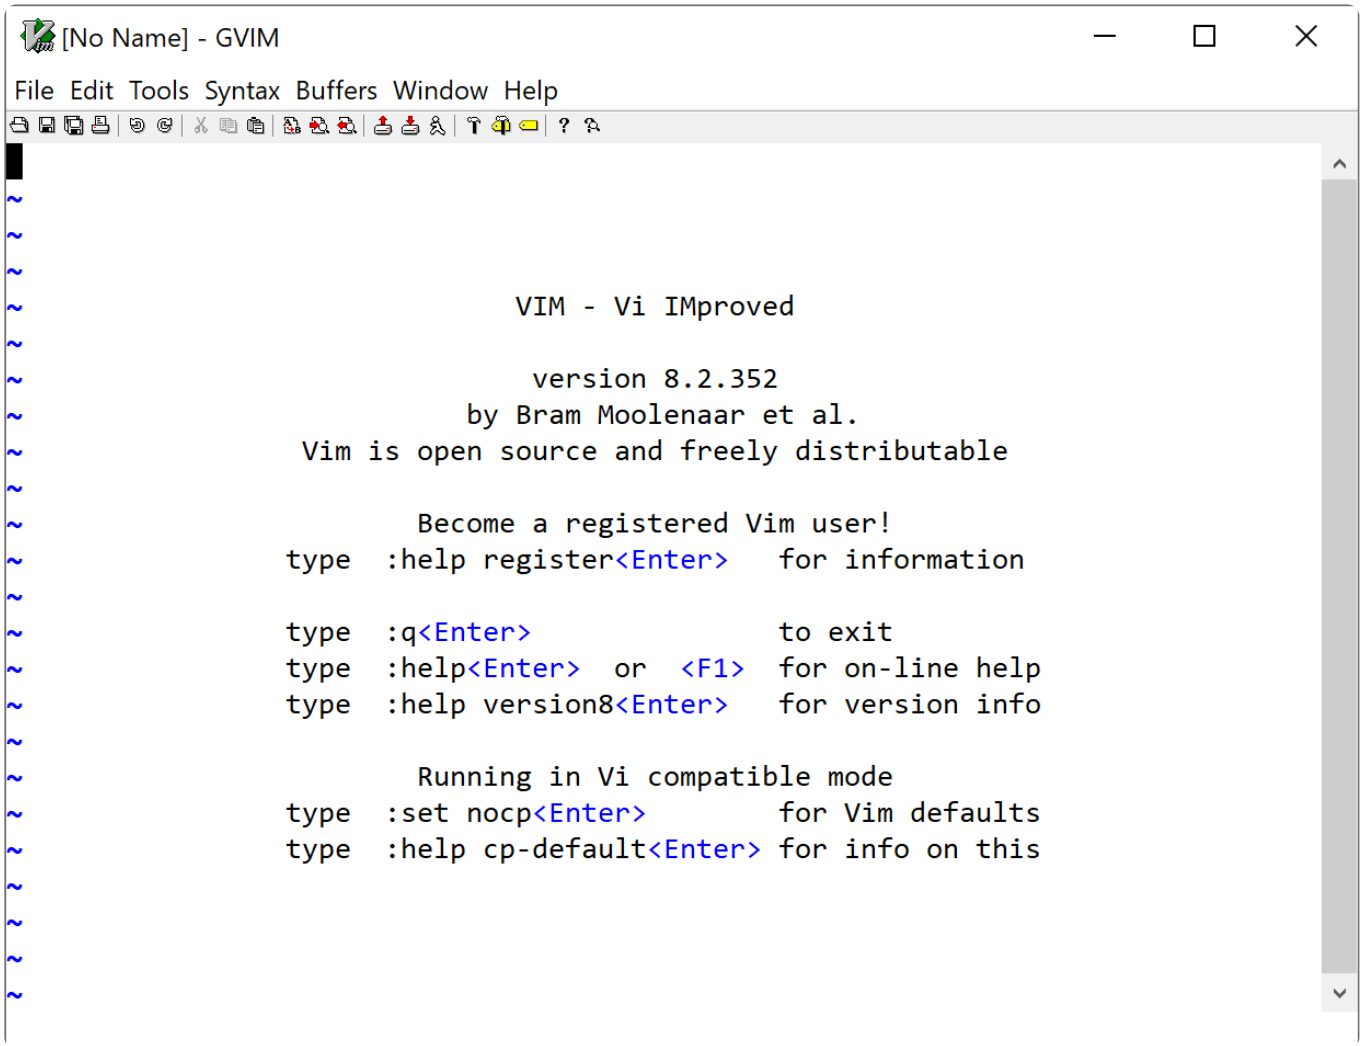 [No Name] - GVIM
File Edit Tools Syntax Buffers Window Help
~
~
~
~ VIM - Vi IMproved
~
~ version 8.2.352
~ by Bram Moolenaar et al.
~ Vim is open source and freely distributable
~
~ Become a registered Vim user!
~ type :help register<Enter> for information
~
~ type :q<Enter> to exit
~ type :help<Enter> or <F1> for on-line help
~ type :help version8<Enter> for version info
~
~ Running in Vi compatible mode
~ type :set nocp<Enter> for Vim defaults
~ type :help cp-default<Enter> for info on this
~
~
~
~